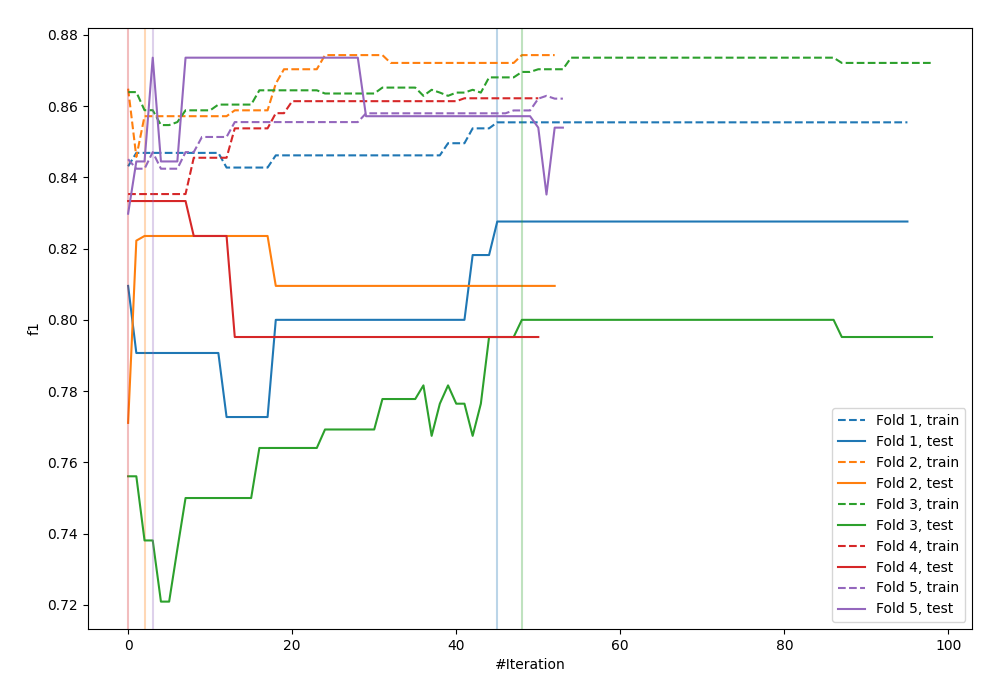 0.88
0.86
0.84
0.82
0.80
0.78
0.76
0.74
0.72
f1
0
20
40
60
80
100
#Iteration
Fold 1, train
Fold 1, test
Fold 2, train
Fold 2, test
Fold 3, train
Fold 3, test
Fold 4, train
Fold 4, test
Fold 5, train
Fold 5, test